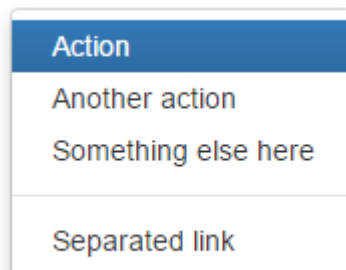 Action
Another action
Something else here
Separated link